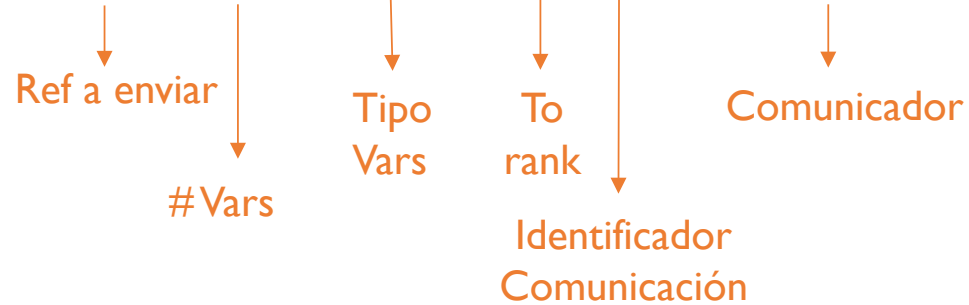 Ref a enviar
# Vars
Tipo
Vars
To
rank
Identificador
Comunicación
Comunicador